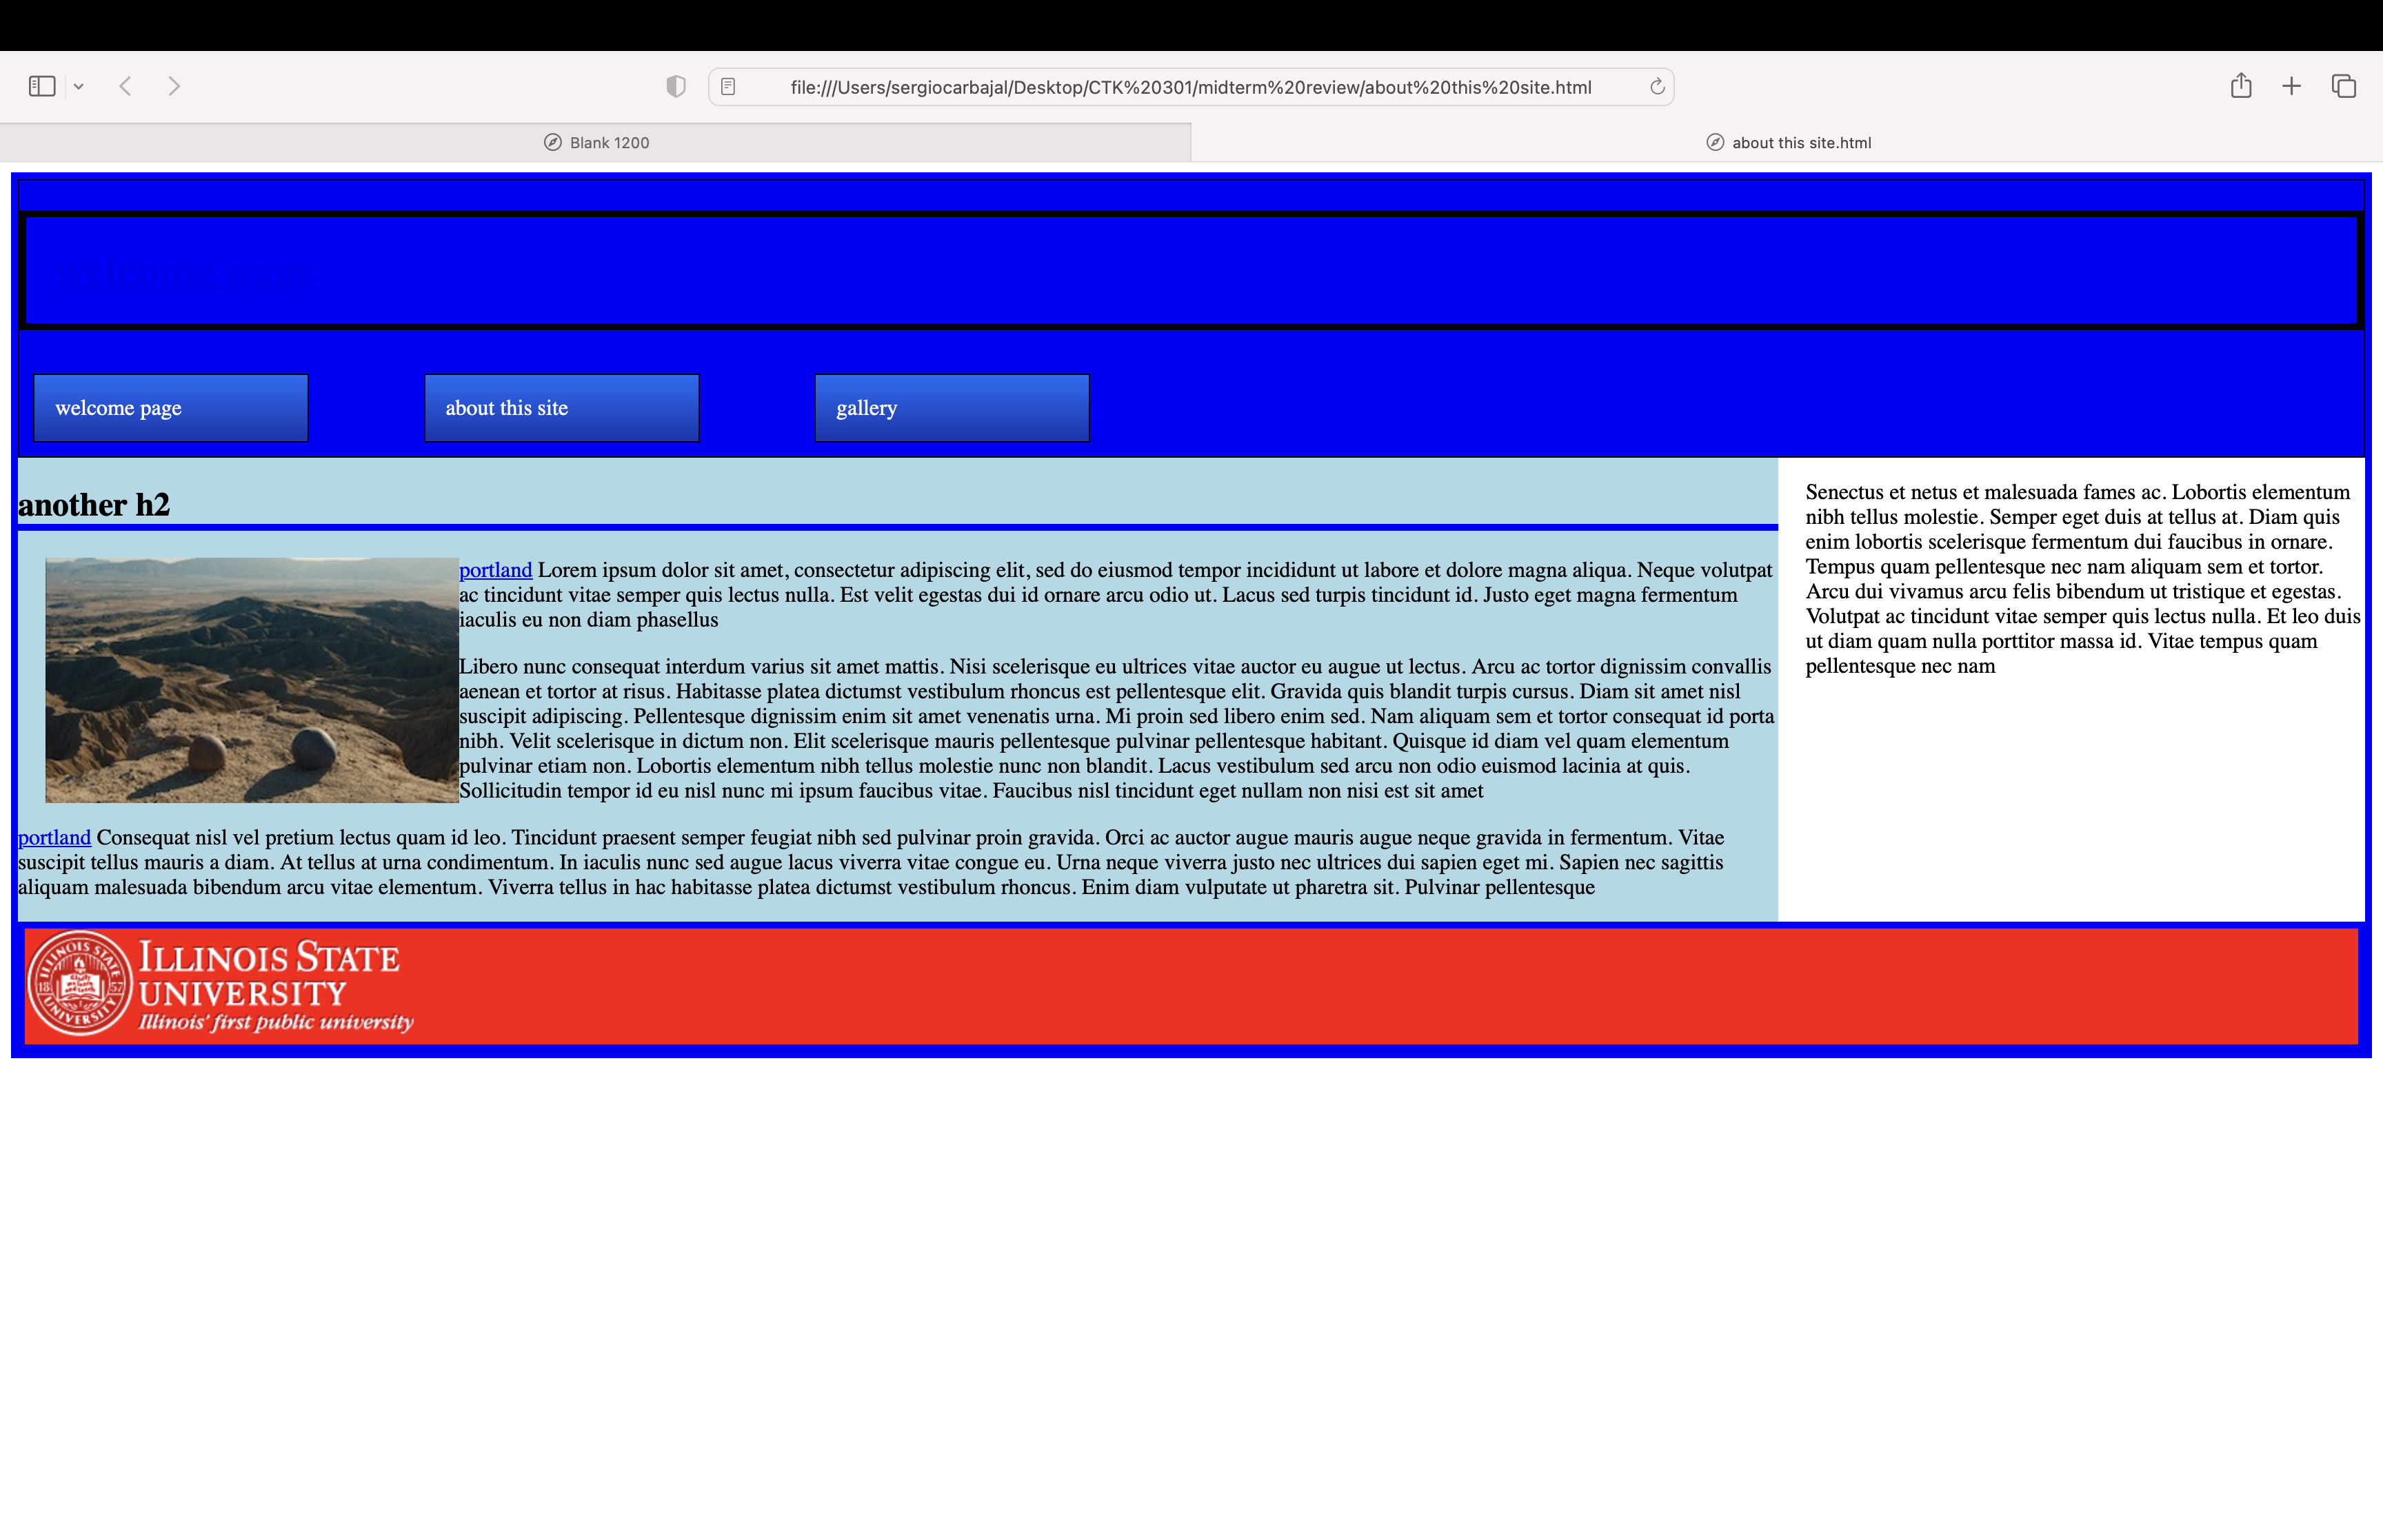 file:///Users/sergiocarbajal/Desktop/CTK%20301/midterm%20review/about%20this%20site.html
Blank 1200
about this site.html
welcome page
welcome page
about this site
gallery
another h2
portland Lorem ipsum dolor sit amet, consectetur adipiscing elit, sed do eiusmod tempor incididunt ut labore et dolore magna aliqua. Neque volutpat
ac tincidunt vitae semper quis lectus nulla. Est velit egestas dui id ornare arcu odio ut. Lacus sed turpis tincidunt id. Justo eget magna fermentum
iaculis eu non diam phasellus
Libero nunc consequat interdum varius sit amet mattis. Nisi scelerisque eu ultrices vitae auctor eu augue ut lectus. Arcu ac tortor dignissim convallis
aenean et tortor at risus. Habitasse platea dictumst vestibulum rhoncus est pellentesque elit. Gravida quis blandit turpis cursus. Diam sit amet nisl
suscipit adipiscing. Pellentesque dignissim enim sit amet venenatis urna. Mi proin sed libero enim sed. Nam aliquam sem et tortor consequat id porta
nibh. Velit scelerisque in dictum non. Elit scelerisque mauris pellentesque pulvinar pellentesque habitant. Quisque id diam vel quam elementum
pulvinar etiam non. Lobortis elementum nibh tellus molestie nunc non blandit. Lacus vestibulum sed arcu non odio euismod lacinia at quis.
Sollicitudin tempor id eu nisl nunc mi ipsum faucibus vitae. Faucibus nisl tincidunt eget nullam non nisi est sit amet
portland Consequat nisl vel pretium lectus quam id leo. Tincidunt praesent semper feugiat nibh sed pulvinar proin gravida. Orci ac auctor augue mauris augue neque gravida in fermentum. Vitae
suscipit tellus mauris a diam. At tellus at urna condimentum. In iaculis nunc sed augue lacus viverra vitae congue eu. Urna neque viverra justo nec ultrices dui sapien eget mi. Sapien nec sagittis
aliquam malesuada bibendum arcu vitae elementum. Viverra tellus in hac habitasse platea dictumst vestibulum rhoncus. Enim diam vulputate ut pharetra sit. Pulvinar pellentesque
Senectus et netus et malesuada fames ac. Lobortis elementum
nibh tellus molestie. Semper eget duis at tellus at. Diam quis
enim lobortis scelerisque fermentum dui faucibus in ornare.
Tempus quam pellentesque nec nam aliquam sem et tortor.
Arcu dui vivamus arcu felis bibendum ut tristique et egestas.
Volutpat ac tincidunt vitae semper quis lectus nulla. Et leo duis
ut diam quam nulla porttitor massa id. Vitae tempus quam
pellentesque nec nam
ILLINOIS STATE
UNIVERSITY
18 57
ILLINOIS STATE
UNIVERSITY
Illinois' first public university